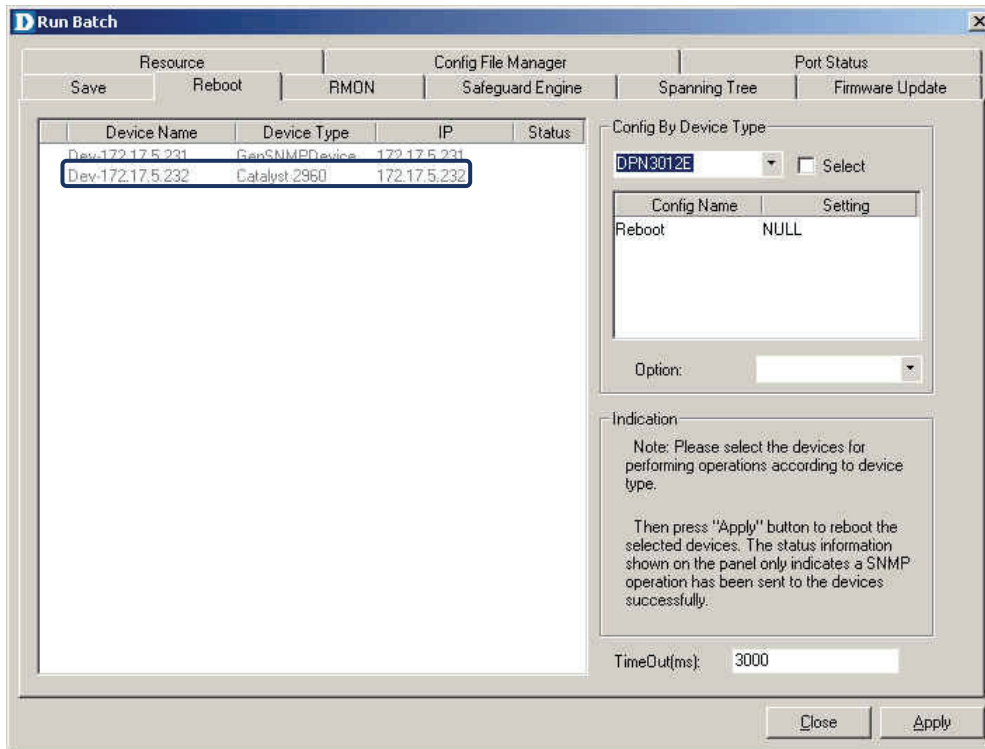 D Run Batch
Resource Config File Manager Port Status
Save Reboot RMON Safeguard Engine Spanning Tree Firmware Update
Device Name Device Type IP Status
Dev-172.17.5.231 GenSNMPDevice 172.17.5.231
Dev-172.17.5.232 Catalyst 2960 172.17.5.232
Config By Device Type
DPN3012E Select
Config Name Setting
Reboot NULL
Option:
Indication
Note: Please select the devices for
performing operations according to device
type.
Then press "Apply" button to reboot the
selected devices. The status information
shown on the panel only indicates a SNMP
operation has been sent to the devices
successfully.
TimeOut(ms): 3000
Close Apply